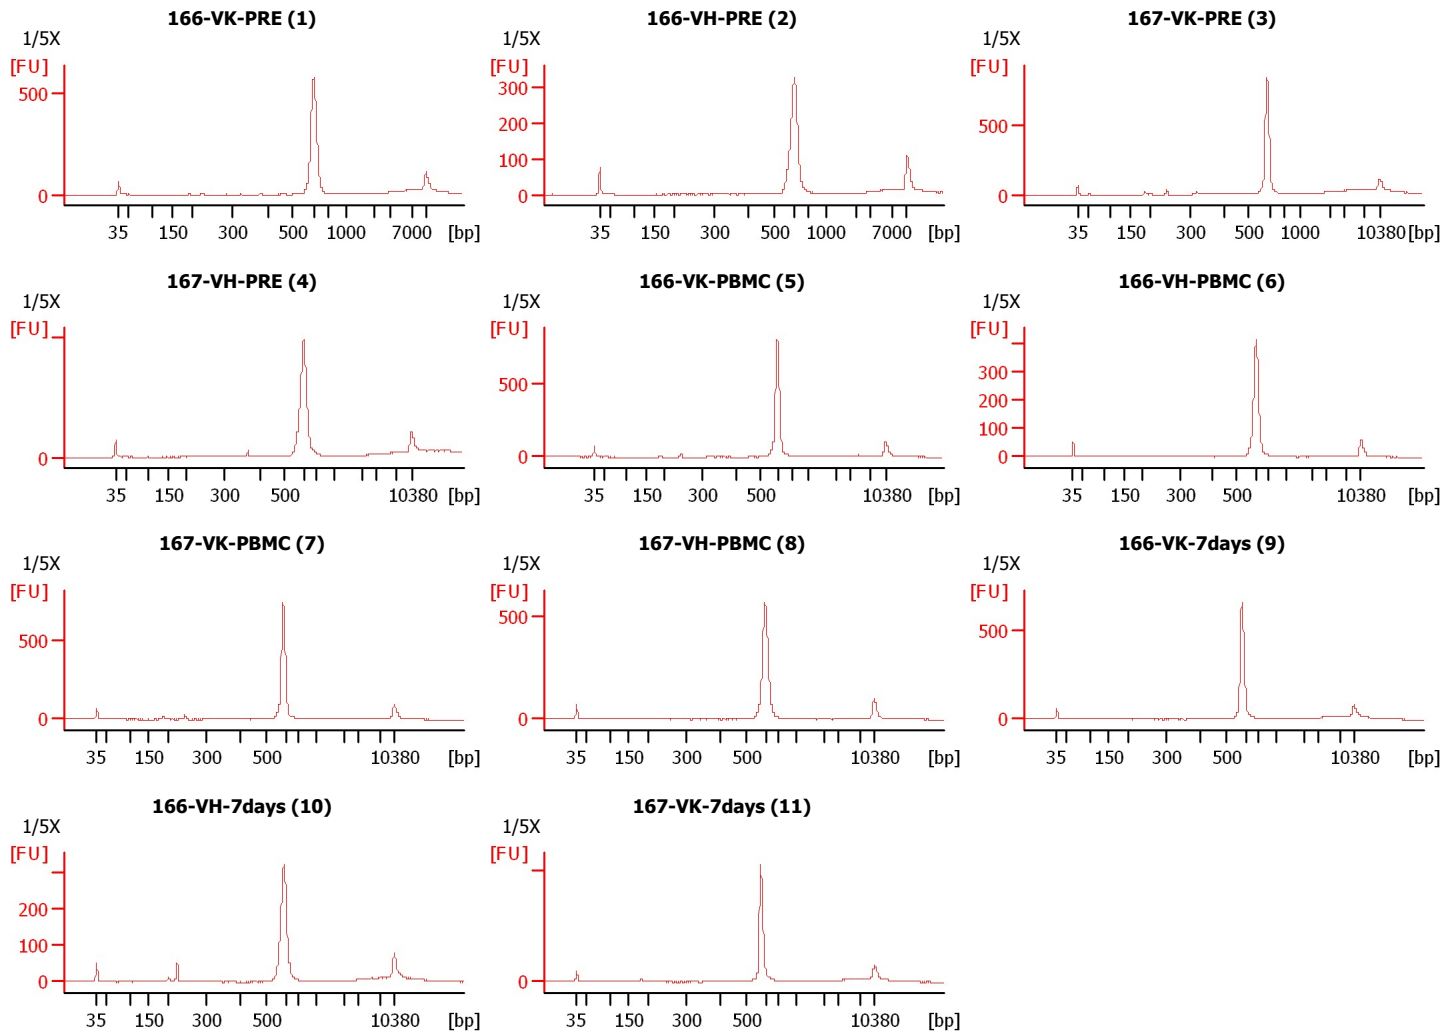 166-VK-PRE (1)
1/5X
[FU]
500
0
35 150 300 500 1000 7000 [bp]
166-VH-PRE (2)
1/5X
[FU]
300
200
100
0
35 150 300 500 1000 7000 [bp]
167-VK-PRE (3)
1/5X
[FU]
500
0
35 150 300 500 1000 10380 [bp]
167-VH-PRE (4)
1/5X
[FU]
0
35 150 300 500 10380 [bp]
166-VK-PBMC (5)
1/5X
[FU]
500
0
35 150 300 500 10380 [bp]
166-VH-PBMC (6)
1/5X
[FU]
300
200
100
0
35 150 300 500 10380 [bp]
167-VK-PBMC (7)
1/5X
[FU]
500
0
35 150 300 500 10380 [bp]
167-VH-PBMC (8)
1/5X
[FU]
500
0
35 150 300 500 10380 [bp]
166-VK-7days (9)
1/5X
[FU]
500
0
35 150 300 500 10380 [bp]
166-VH-7days (10)
1/5X
[FU]
200
100
0
35 150 300 500 10380 [bp]
167-VK-7days (11)
1/5X
[FU]
0
35 150 300 500 10380 [bp]